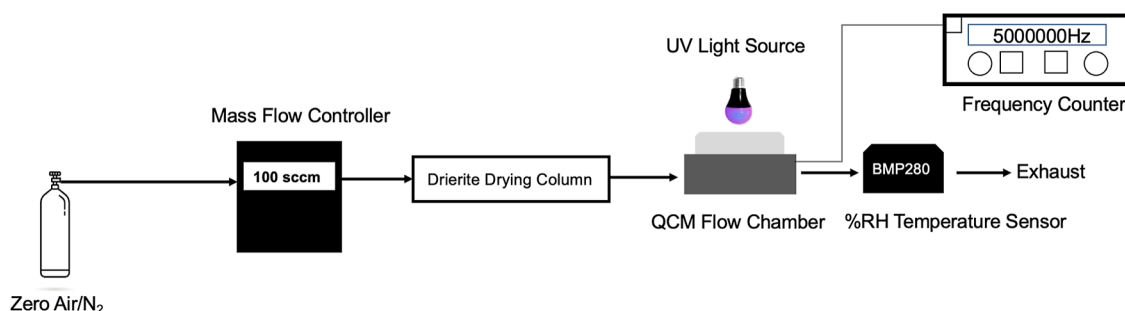 UV Light Source
5000000Hz
Frequency Counter
Mass Flow Controller
100 sccm
Drierite Drying Column
BMP280
Exhaust
QCM Flow Chamber
%RH Temperature Sensor
Zero Air/N₂